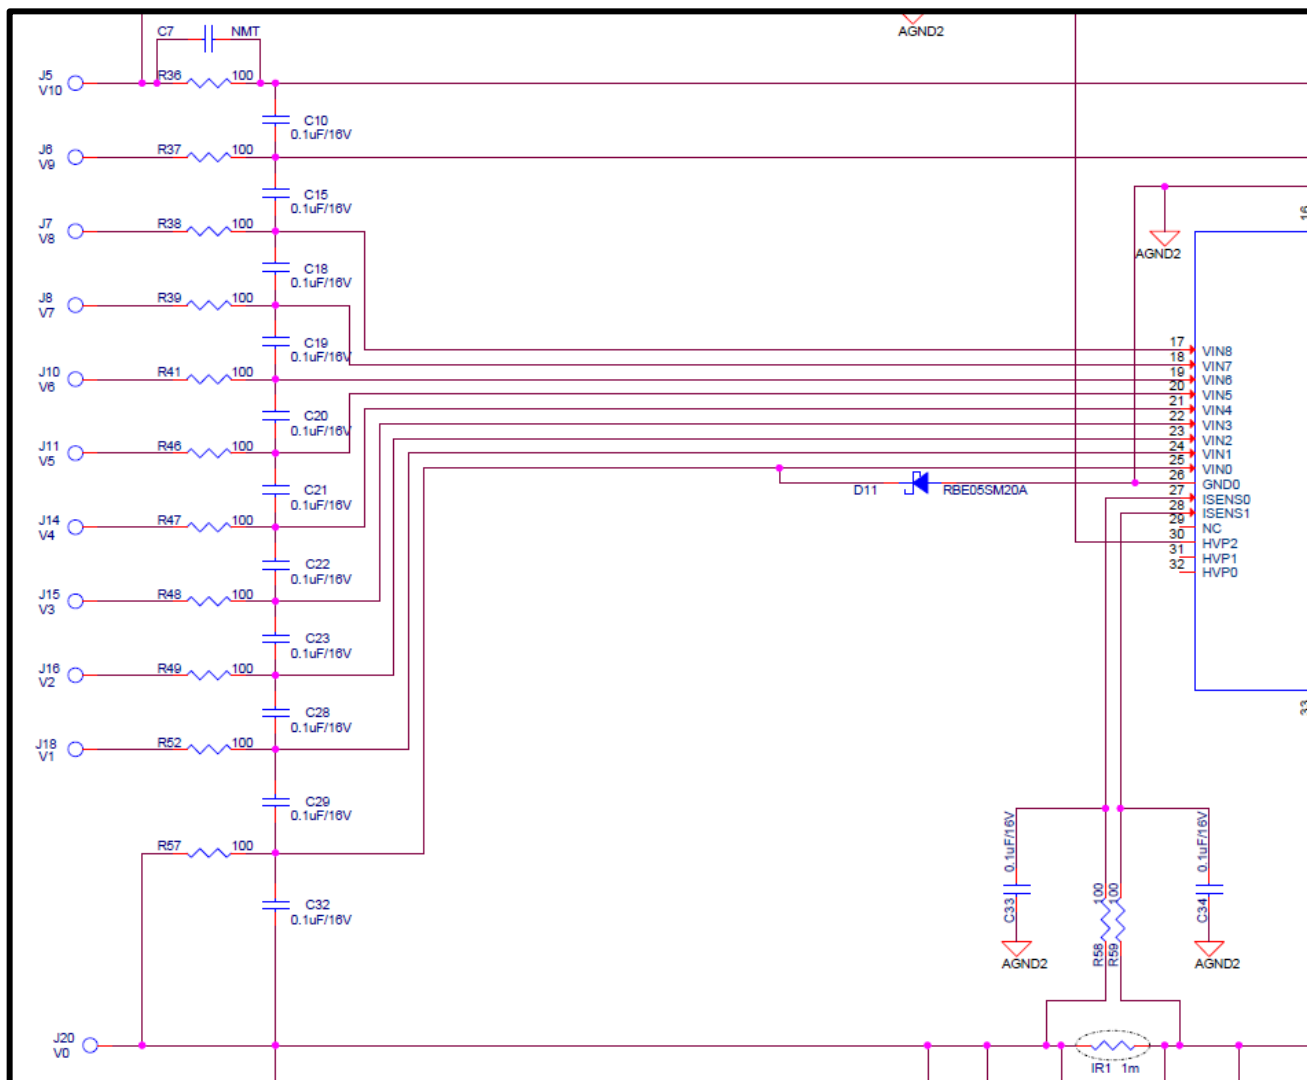 C7 NMT
AGND2
J5
V10
R36 100
C10
0.1uF/16V
J6
V9
R37 100
C15
0.1uF/16V
J7
V8
R38 100
16
AGND2
C18
0.1uF/16V
J8
V7
R39 100
C19
0.1uF/16V
J10
V6
R41 100
C20
0.1uF/16V
J11
V5
R46 100
C21
0.1uF/16V
J14
V4
R47 100
C22
0.1uF/16V
J15
V3
R48 100
C23
0.1uF/16V
J16
V2
R49 100
C28
0.1uF/16V
J18
V1
R52 100
C29
0.1uF/16V
R57 100
C32
0.1uF/16V
J20
V0
17 VIN8
18 VIN7
19 VIN6
20 VIN5
21 VIN4
22 VIN3
23 VIN2
24 VIN1
25 VIN0
26 GND0
27 ISENS0
28 ISENS1
29 NC
30 HVP2
31 HVP1
32 HVP0
D11 RBE05SM20A
33
C33 0.1uF/16V
AGND2
R58 100
R59 100
C34 0.1uF/16V
AGND2
IR1 1m